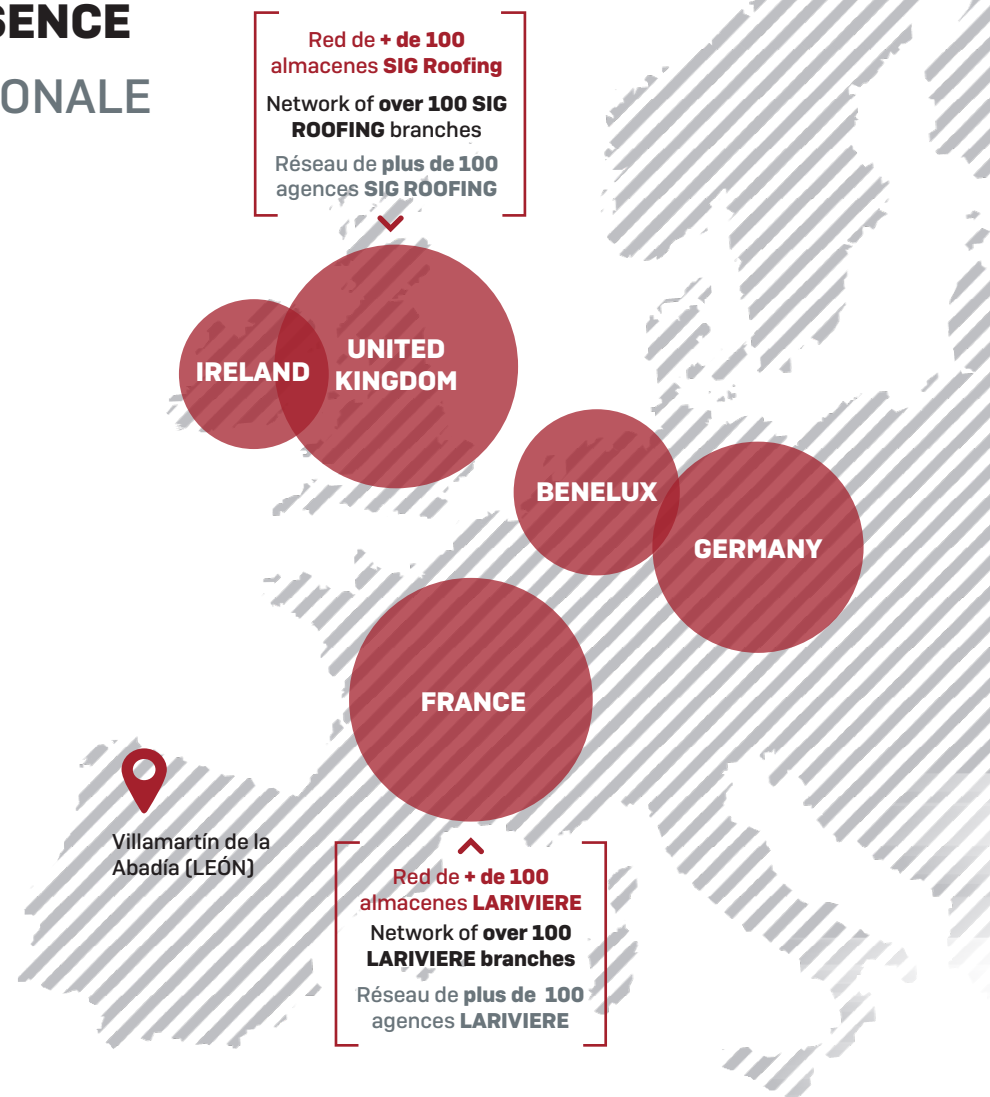 SENCE
ONALE
Red de + de 100
almacenes SIG Roofing
Network of over 100 SIG
ROOFING branches
Réseau de plus de 100
agences SIG ROOFING
IRELAND
UNITED
KINGDOM
BENELUX
GERMANY
FRANCE
Villamartín de la
Abadía (LEÓN)
Red de + de 100
almacenes LARIVIERE
Network of over 100
LARIVIERE branches
Réseau de plus de 100
agences LARIVIERE